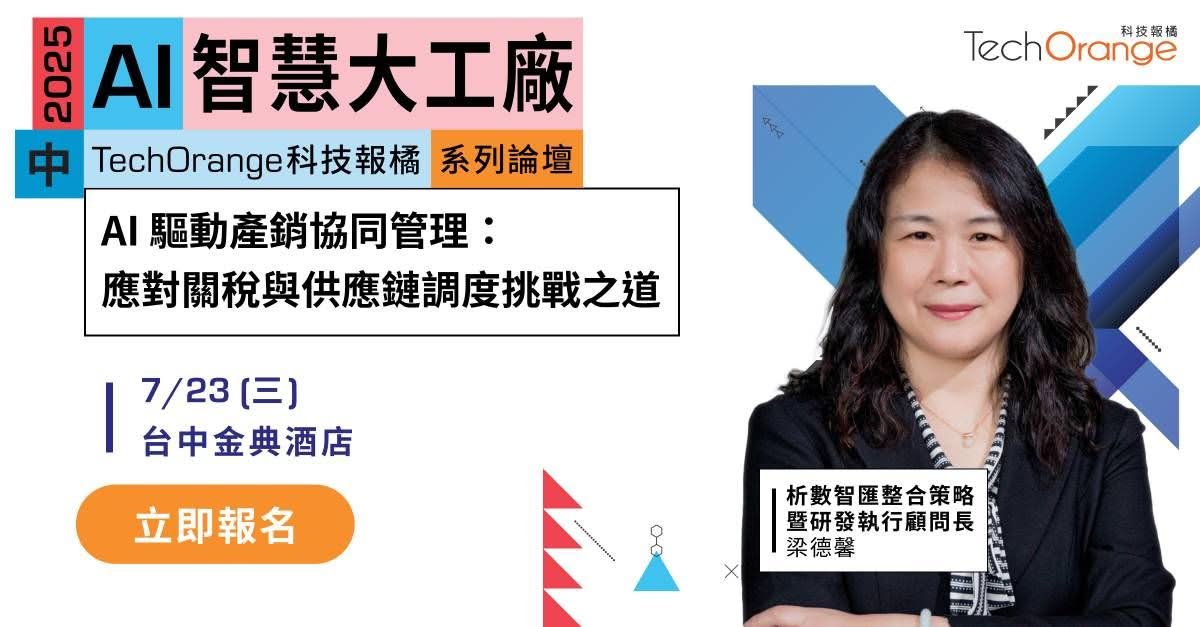 2025
AI 智慧大工廠
中
TechOrange科技報橘 系列論壇
AI 驅動產銷協同管理：
應對關稅與供應鏈調度挑戰之道
7/23 (三)
台中金典酒店
立即報名
科技報橘
TechOrange
析數智匯整合策略
暨研發執行顧問長
梁德馨